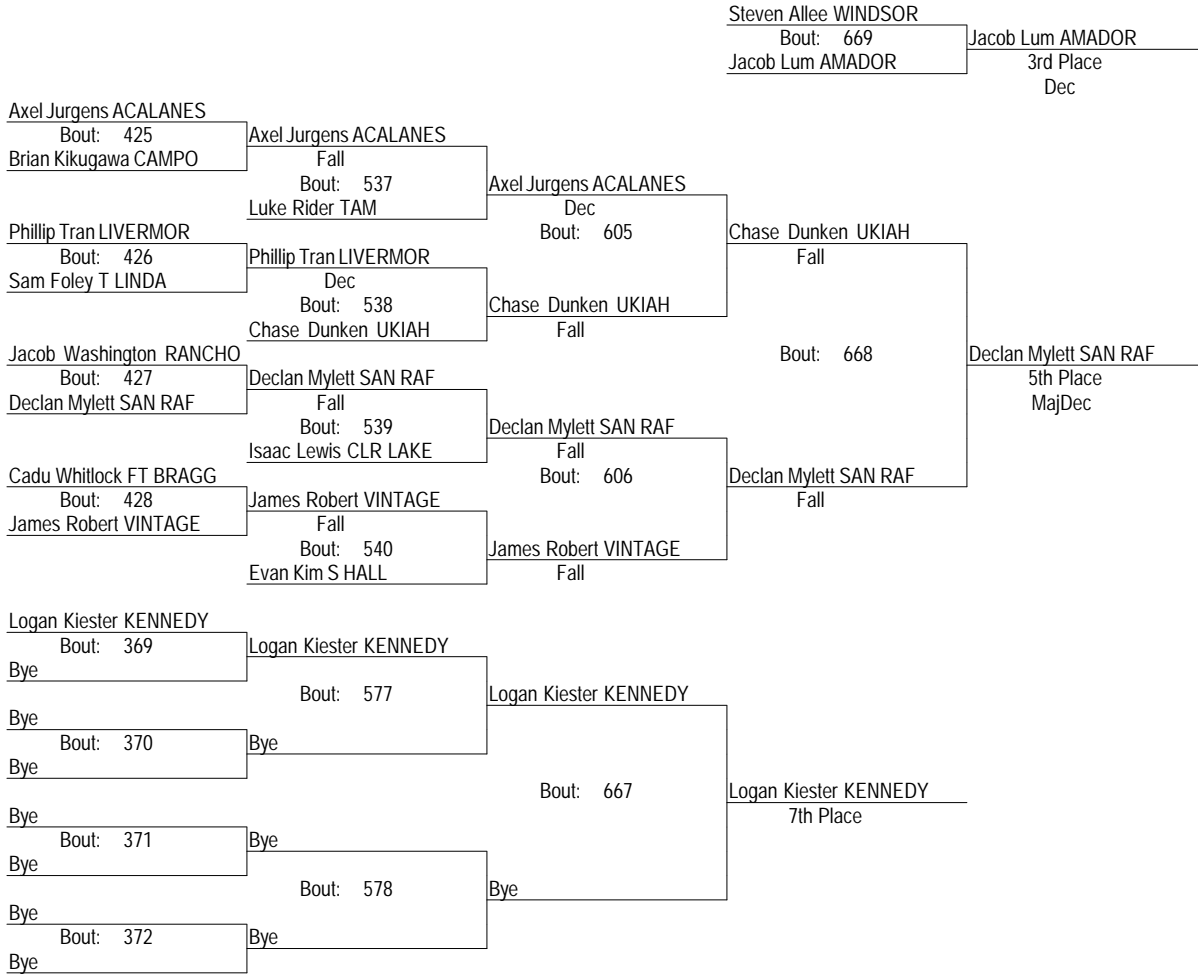 Steven Allee WINDSOR
Bout: 669
Jacob Lum AMADOR
Jacob Lum AMADOR
3rd Place
Dec
Axel Jurgens ACALANES
Bout: 425
Axel Jurgens ACALANES
Brian Kikugawa CAMPO
Fall
Bout: 537
Axel Jurgens ACALANES
Luke Rider TAM
Dec
Phillip Tran LIVERMOR
Bout: 605
Chase Dunken UKIAH
Bout: 426
Phillip Tran LIVERMOR
Fall
Sam Foley T LINDA
Dec
Bout: 538
Chase Dunken UKIAH
Chase Dunken UKIAH
Fall
Jacob Washington RANCHO
Bout: 668
Declan Mylett SAN RAF
Bout: 427
Declan Mylett SAN RAF
5th Place
Declan Mylett SAN RAF
Fall
MajDec
Bout: 539
Declan Mylett SAN RAF
Isaac Lewis CLR LAKE
Fall
Cadu Whitlock FT BRAGG
Bout: 606
Declan Mylett SAN RAF
Bout: 428
James Robert VINTAGE
Fall
James Robert VINTAGE
Fall
Bout: 540
James Robert VINTAGE
Evan Kim S HALL
Fall
Logan Kiester KENNEDY
Bout: 369
Logan Kiester KENNEDY
Bye
Bout: 577
Logan Kiester KENNEDY
Bye
Bout: 370
Bye
Bye
Bout: 667
Logan Kiester KENNEDY
Bye
7th Place
Bout: 371
Bye
Bye
Bout: 578
Bye
Bye
Bout: 372
Bye
Bye